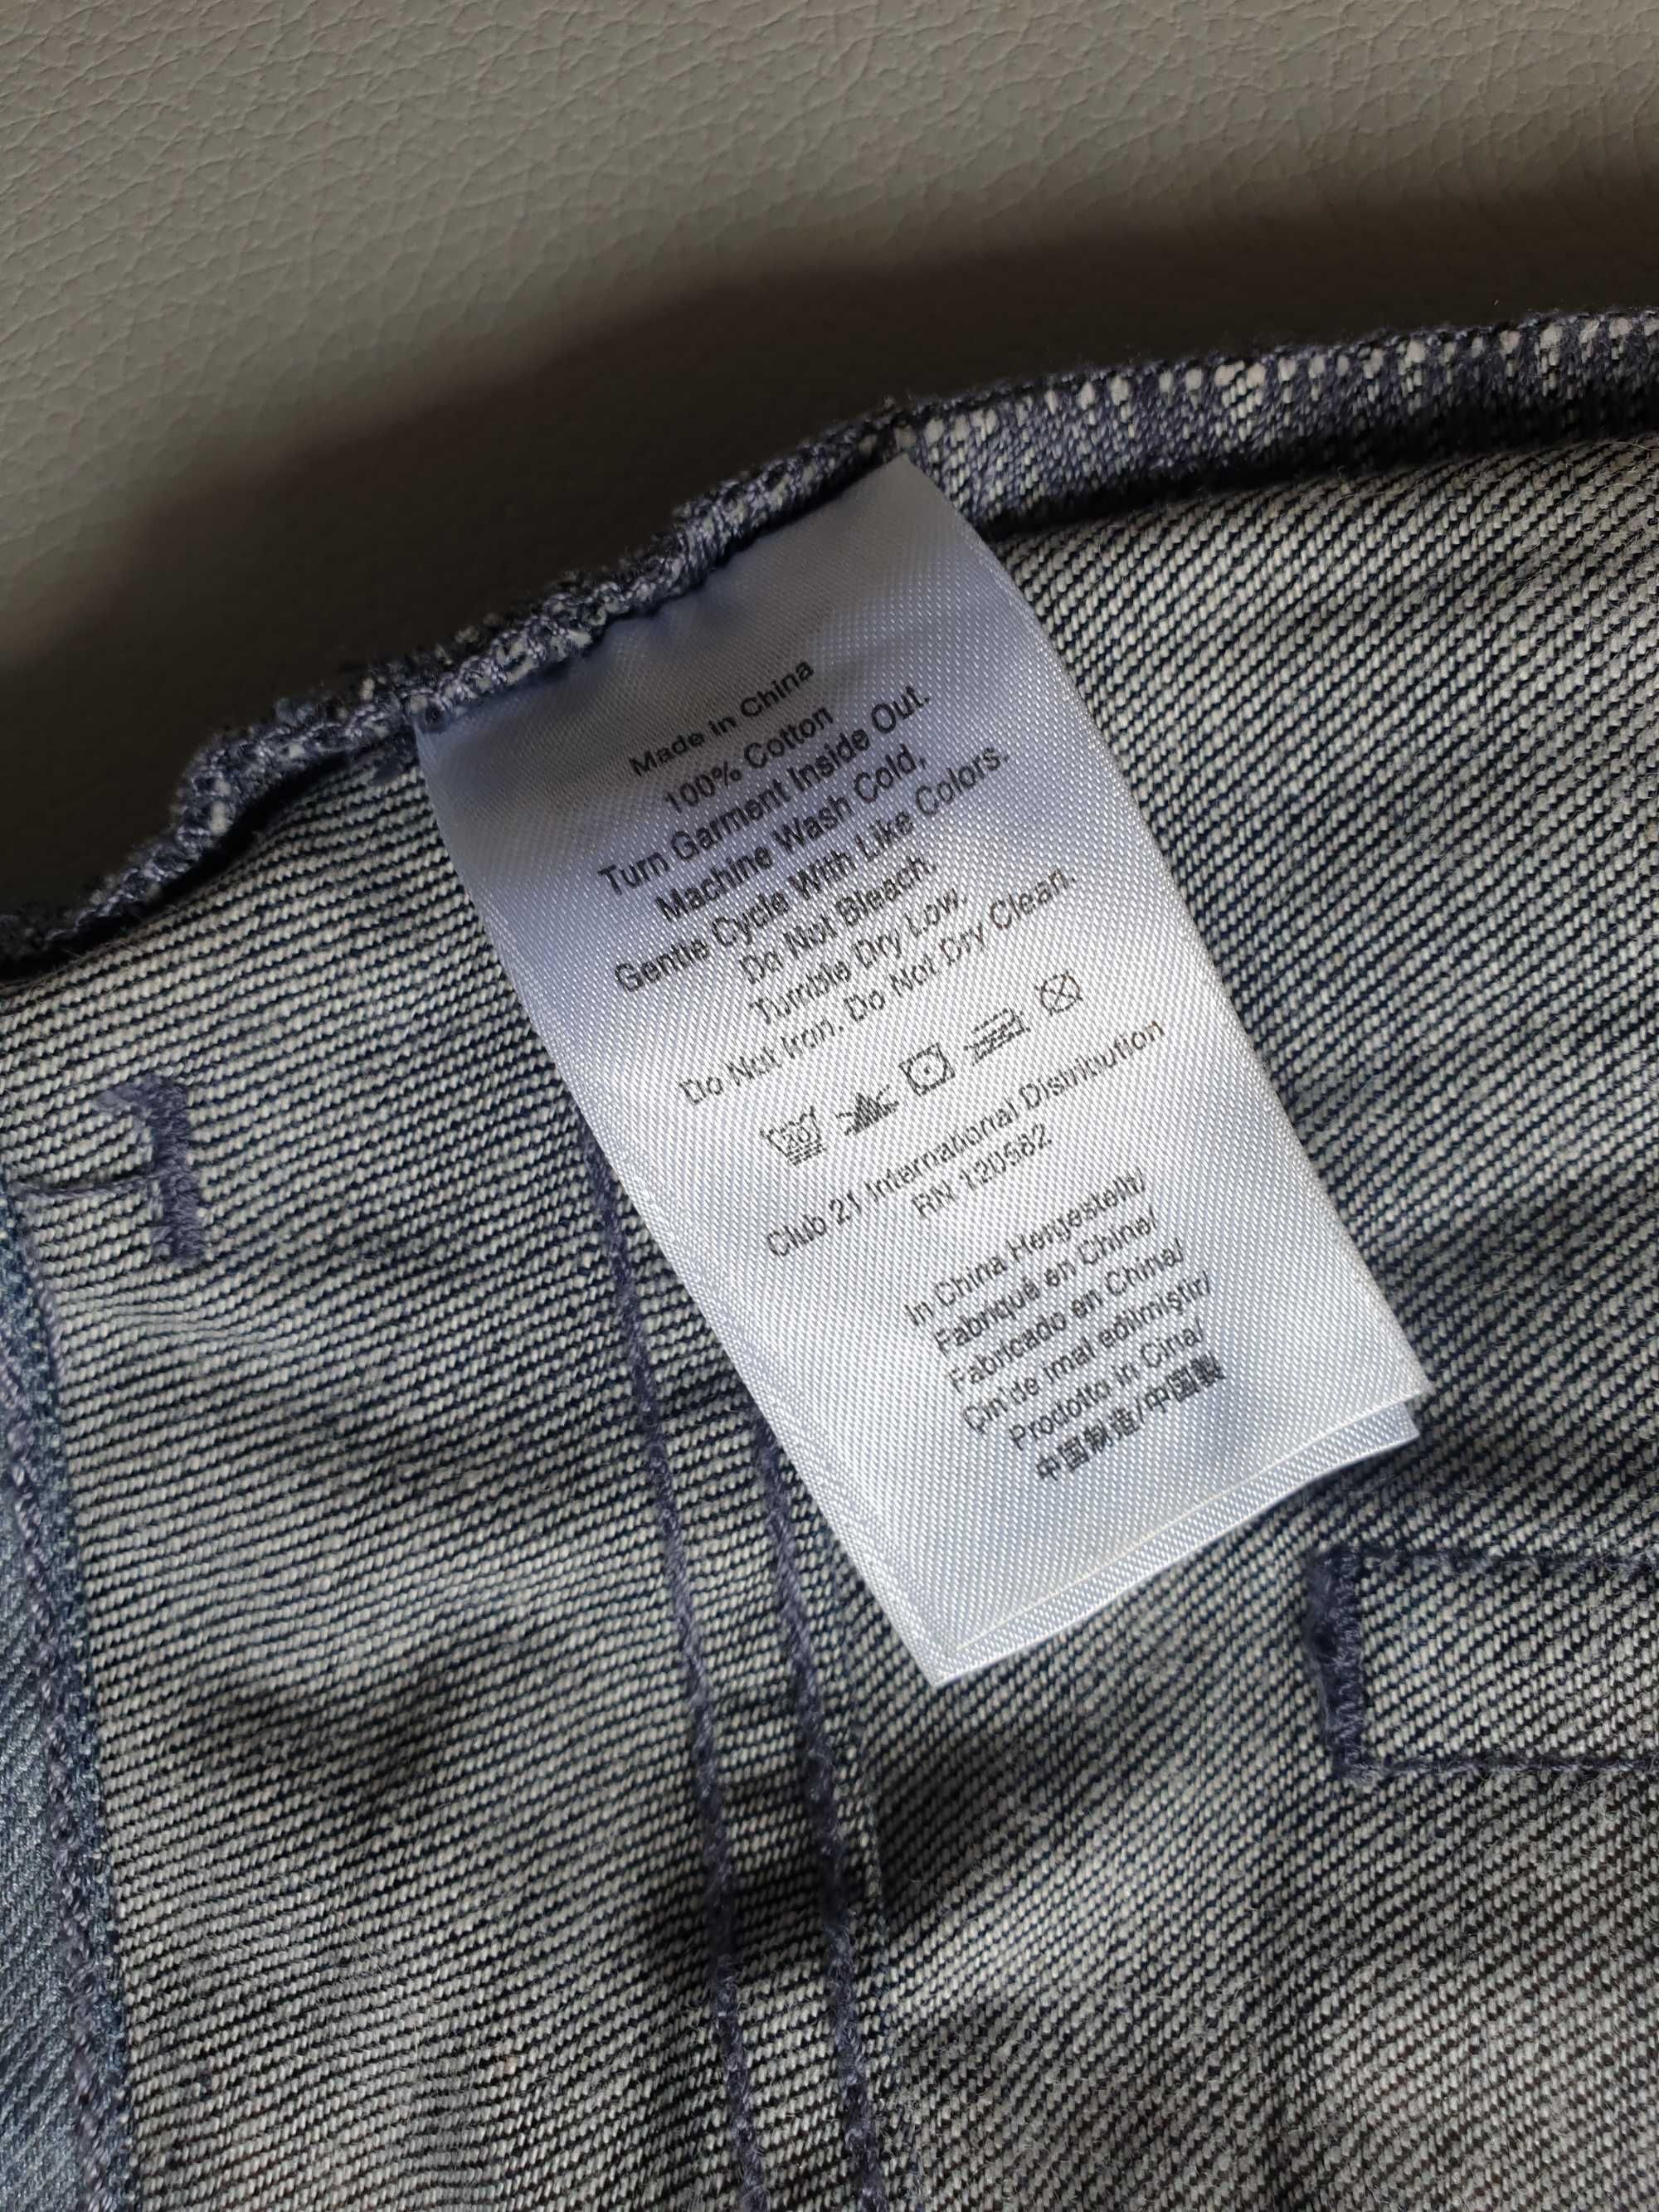 Made in China
100% Cotton
Turn Garment Inside Out.
Machine Wash Cold,
Gentle Cycle With Like Colors.
Do Not Bleach.
Tumble Dry Low.
Do Not Iron. Do Not Dry Clean.
20
Club 21 International Distribution
RN 120582
In China Hergestellt/
Fabriqué en Chine/
Fabricado en China/
Çin'de imal edilmiştir/
Prodotto in Cina/
中国制造/中国製